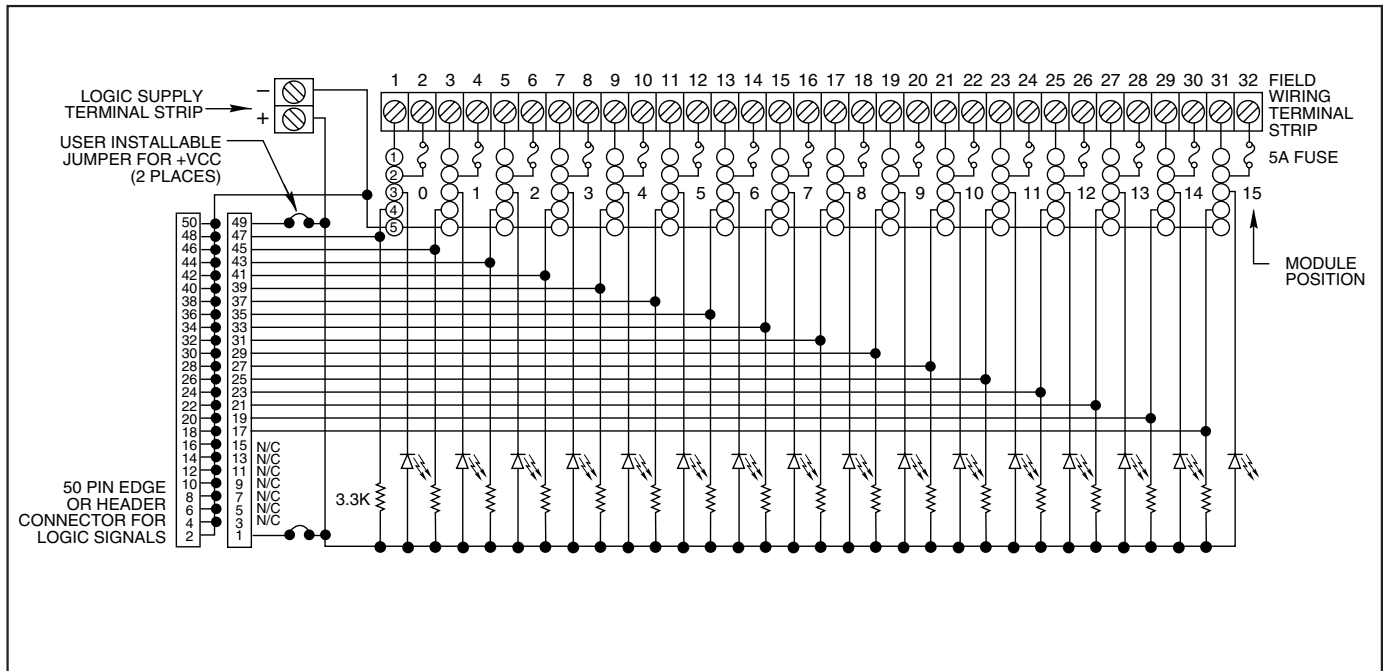 1 2 3 4 5 6 7 8 9 10 11 12 13 14 15 16 17 18 19 20 21 22 23 24 25 26 27 28 29 30 31 32
FIELD
WIRING
TERMINAL
STRIP
LOGIC SUPPLY
TERMINAL STRIP
–
+
USER INSTALLABLE
JUMPER FOR +VCC
(2 PLACES)
5A FUSE
1
2
3
4
5
0 1 2 3 4 5 6 7 8 9 10 11 12 13 14 15
MODULE
POSITION
50 49
48 47
46 45
44 43
42 41
40 39
38 37
36 35
34 33
32 31
30 29
28 27
26 25
24 23
22 21
20 19
18 17
16 15 N/C
14 13 N/C
12 11 N/C
10 9 N/C
8 7 N/C
6 5 N/C
4 3 N/C
2 1
3.3K
50 PIN EDGE
OR HEADER
CONNECTOR FOR
LOGIC SIGNALS